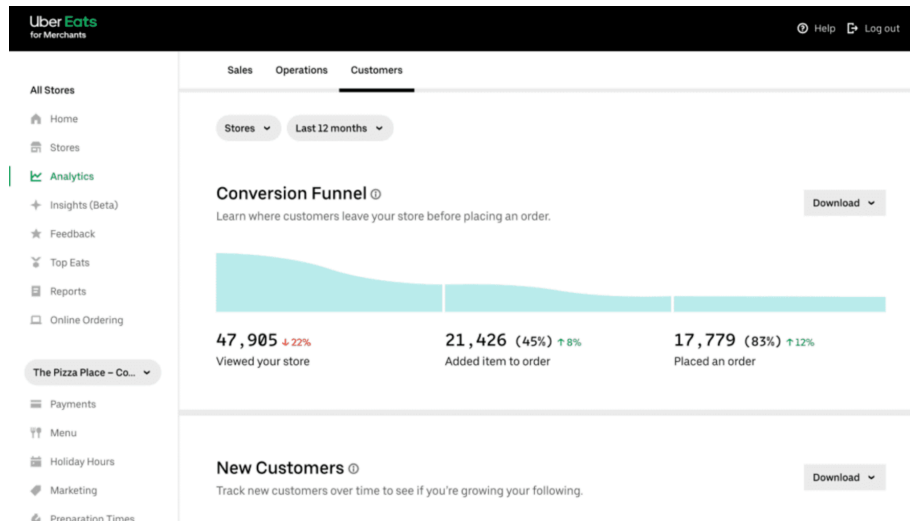 Uber Eats
for Merchants
Help
Log out
Sales
Operations
Customers
All Stores
Home
Stores
Analytics
Insights (Beta)
Feedback
Top Eats
Reports
Online Ordering
The Pizza Place – Co...
Payments
Menu
Holiday Hours
Marketing
Preparation Times
Stores
Last 12 months
Conversion Funnel
Learn where customers leave your store before placing an order.
Download
47,905 ↓22%
Viewed your store
21,426 (45%) ↑8%
Added item to order
17,779 (83%) ↑12%
Placed an order
New Customers
Track new customers over time to see if you're growing your following.
Download